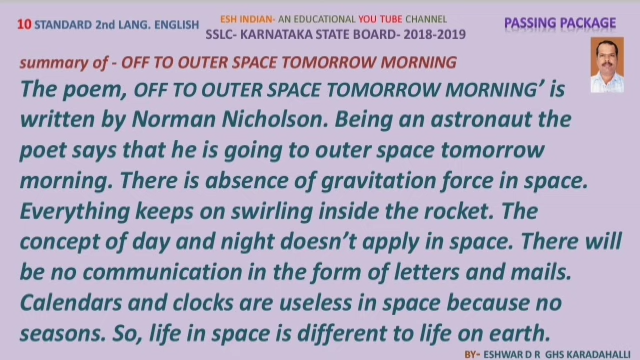 10 STANDARD 2nd LANG. ENGLISH
ESH INDIAN- AN EDUCATIONAL YOU TUBE CHANNEL
SSLC- KARNATAKA STATE BOARD- 2018-2019
PASSING PACKAGE
summary of - OFF TO OUTER SPACE TOMORROW MORNING
The poem, OFF TO OUTER SPACE TOMORROW MORNING’ is
written by Norman Nicholson. Being an astronaut the
poet says that he is going to outer space tomorrow
morning. There is absence of gravitation force in space.
Everything keeps on swirling inside the rocket. The
concept of day and night doesn’t apply in space. There will
be no communication in the form of letters and mails.
Calendars and clocks are useless in space because no
seasons. So, life in space is different to life on earth.
BY- ESHWAR D R GHS KARADAHALLI